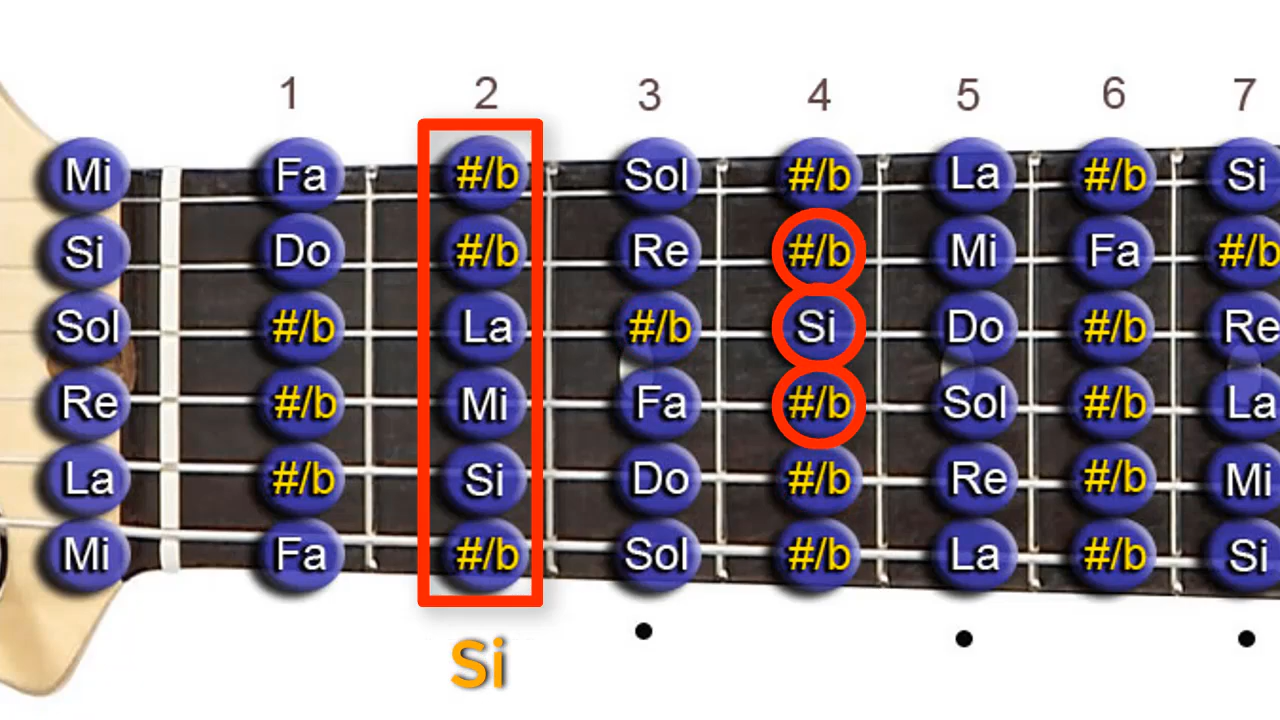 1 2 3 4 5 6 7
Mi Fa #/b Sol #/b La #/b Si
Si Do #/b Re #/b Mi Fa #/b
Sol #/b La #/b Si Do #/b Re
Re #/b Mi Fa #/b Sol #/b La
La #/b Si Do #/b Re #/b Mi
Mi Fa #/b Sol #/b La #/b Si
Si